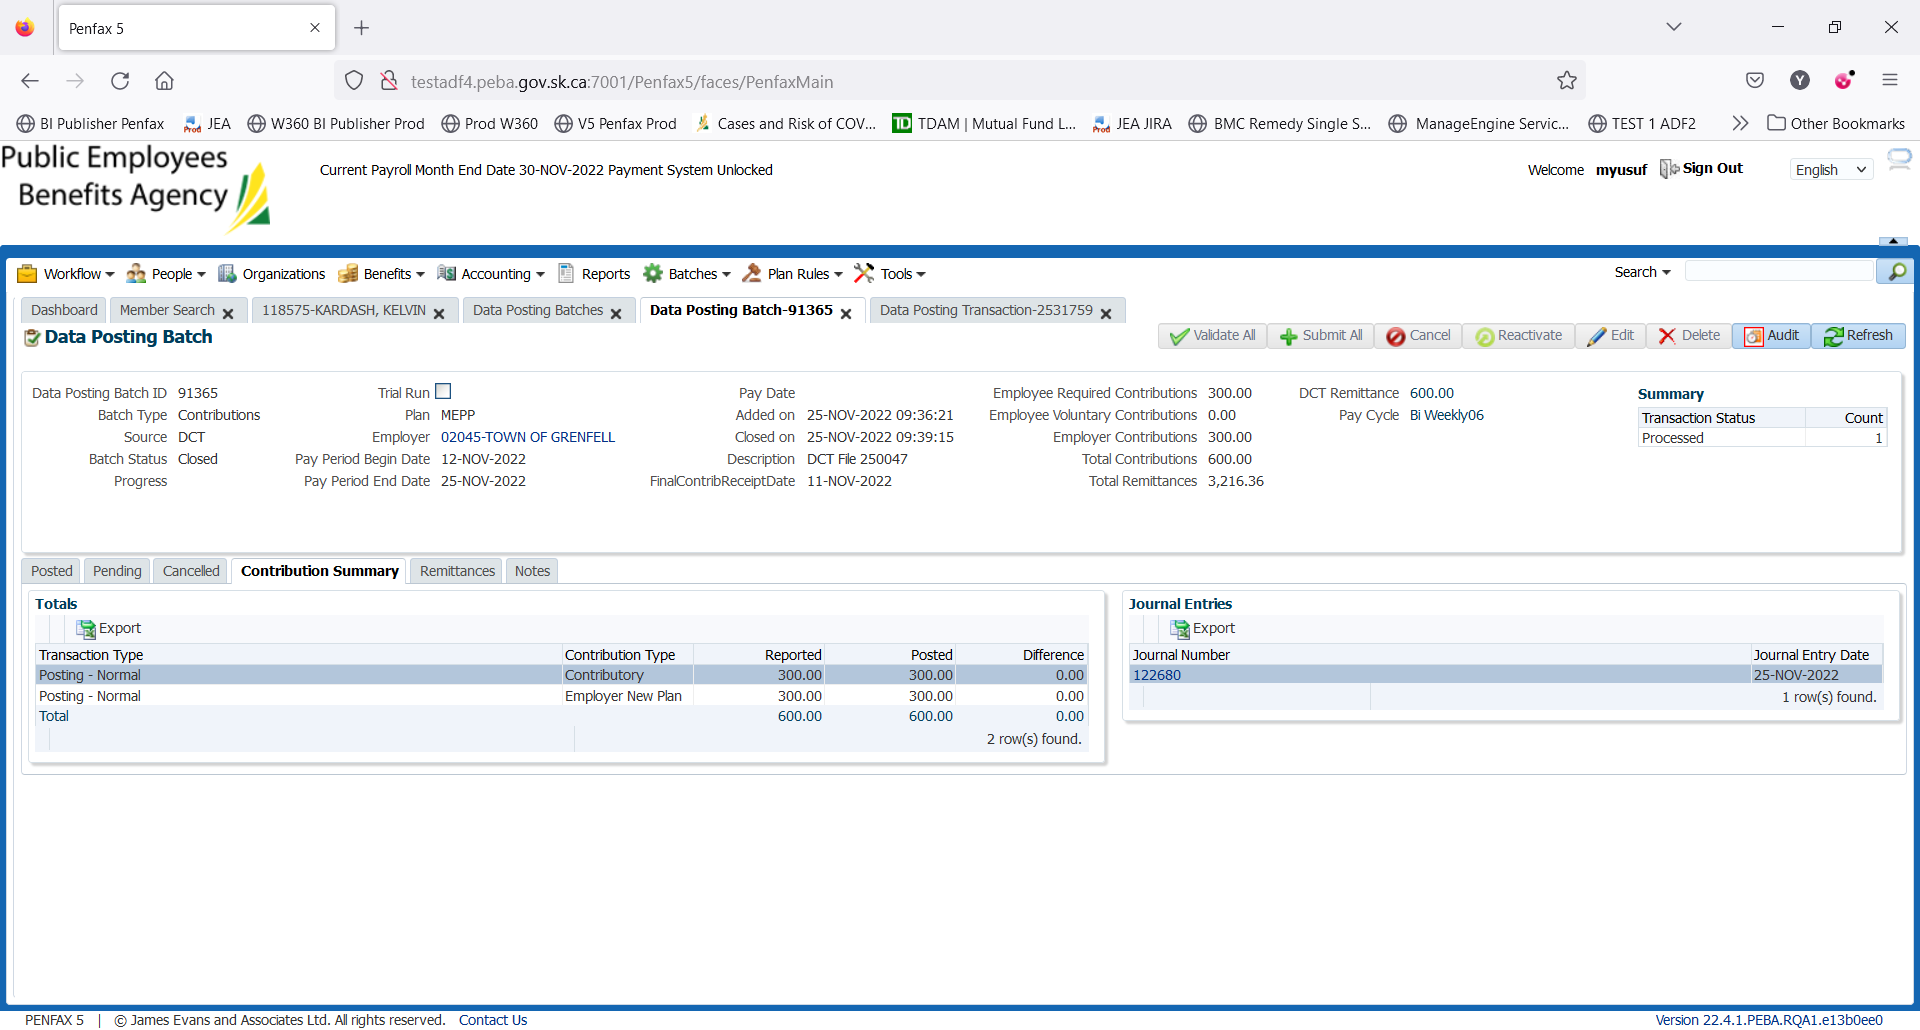 Penfax 5
testadf4.peba.gov.sk.ca:7001/Penfax5/faces/PenfaxMain
BI Publisher Penfax JEA W360 BI Publisher Prod Prod W360 V5 Penfax Prod Cases and Risk of COV... TDAM | Mutual Fund L... JEA JIRA BMC Remedy Single S... ManageEngine Servic... TEST 1 ADF2 Other Bookmarks
Public Employees
Benefits Agency
Current Payroll Month End Date 30-NOV-2022 Payment System Unlocked
Welcome myusuf Sign Out English
Workflow People Organizations Benefits Accounting Reports Batches Plan Rules Tools Search
Dashboard Member Search 118575-KARDASH, KELVIN Data Posting Batches Data Posting Batch-91365 Data Posting Transaction-2531759
Data Posting Batch
Validate All Submit All Cancel Reactivate Edit Delete Audit Refresh
Data Posting Batch ID 91365 Trial Run Pay Date Employee Required Contributions 300.00 DCT Remittance 600.00 Summary
Batch Type Contributions Plan MEPP Added on 25-NOV-2022 09:36:21 Employee Voluntary Contributions 0.00 Pay Cycle Bi Weekly06 Transaction Status Count
Source DCT Employer 02045-TOWN OF GRENFELL Closed on 25-NOV-2022 09:39:15 Employer Contributions 300.00 Processed 1
Batch Status Closed Pay Period Begin Date 12-NOV-2022 Description DCT File 250047 Total Contributions 600.00
Progress Pay Period End Date 25-NOV-2022 FinalContribReceiptDate 11-NOV-2022 Total Remittances 3,216.36
Posted Pending Cancelled Contribution Summary Remittances Notes
Totals
Export
Transaction Type Contribution Type Reported Posted Difference
Posting - Normal Contributory 300.00 300.00 0.00
Posting - Normal Employer New Plan 300.00 300.00 0.00
Total 600.00 600.00 0.00
2 row(s) found.
Journal Entries
Export
Journal Number Journal Entry Date
122680 25-NOV-2022
1 row(s) found.
PENFAX 5 | © James Evans and Associates Ltd. All rights reserved. Contact Us
Version 22.4.1.PEBA.RQA1.e13b0ee0